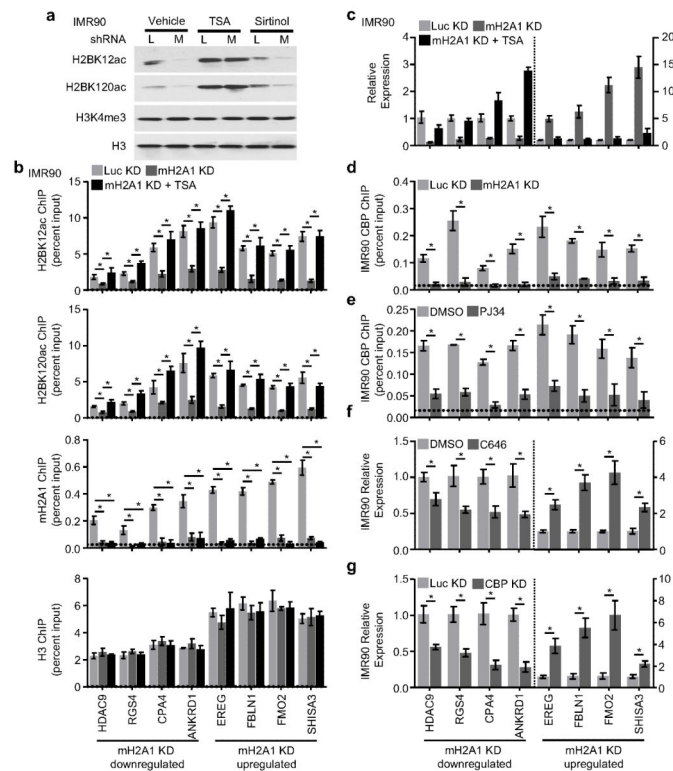 a IMR90 Vehicle TSA Sirtinol
shRNA L M L M L M
H2BK12ac
H2BK120ac
H3K4me3
H3
b IMR90
Luc KD mH2A1 KD
mH2A1 KD + TSA
H2BK12ac ChIP
(percent input)
15
10
5
0
H2BK120ac ChIP
(percent input)
15
10
5
0
mH2A1 ChIP
(percent input)
0.8
0.6
0.4
0.2
0
H3 ChIP
(percent input)
10
8
6
4
2
0
HDAC9 RGS4 CPA4 ANKRD1 EREG FBLN1 FMO2 SHISA3
mH2A1 KD
downregulated
mH2A1 KD
upregulated
c IMR90
Luc KD mH2A1 KD
mH2A1 KD + TSA
Relative
Expression
4
3
2
1
0
20
15
10
5
0
d
Luc KD mH2A1 KD
IMR90 CBP ChIP
(percent input)
0.4
0.3
0.2
0.1
0
e
DMSO PJ34
IMR90 CBP ChIP
(percent input)
0.25
0.20
0.15
0.10
0.05
0.00
f
DMSO C646
IMR90 Relative
Expression
1.5
1.0
0.5
0.0
6
4
2
0
g
Luc KD CBP KD
IMR90 Relative
Expression
1.5
1.0
0.5
0.0
10
8
6
4
2
0
HDAC9 RGS4 CPA4 ANKRD1 EREG FBLN1 FMO2 SHISA3
mH2A1 KD
downregulated
mH2A1 KD
upregulated